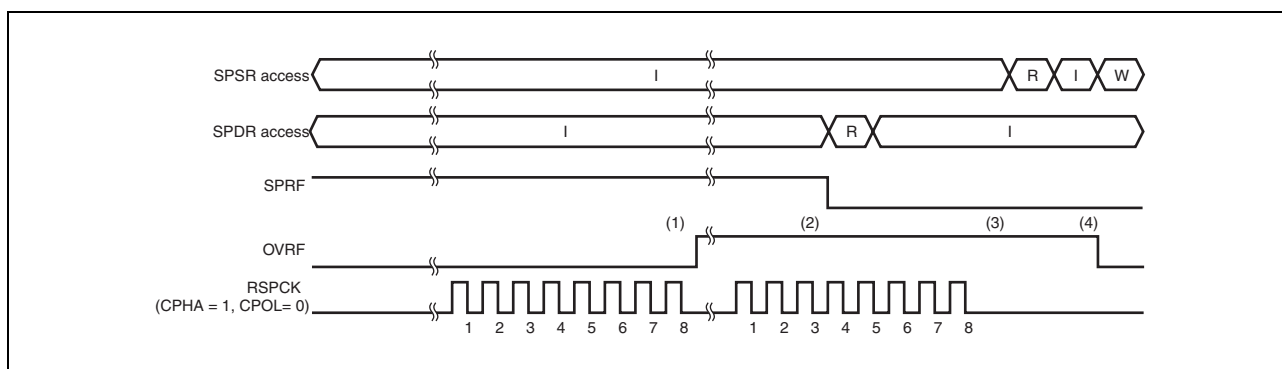 SPSR access I R I W
SPDR access I R I
SPRF
(1) (2) (3) (4)
OVRF
RSPCK
(CPHA = 1, CPOL= 0)
1 2 3 4 5 6 7 8 1 2 3 4 5 6 7 8